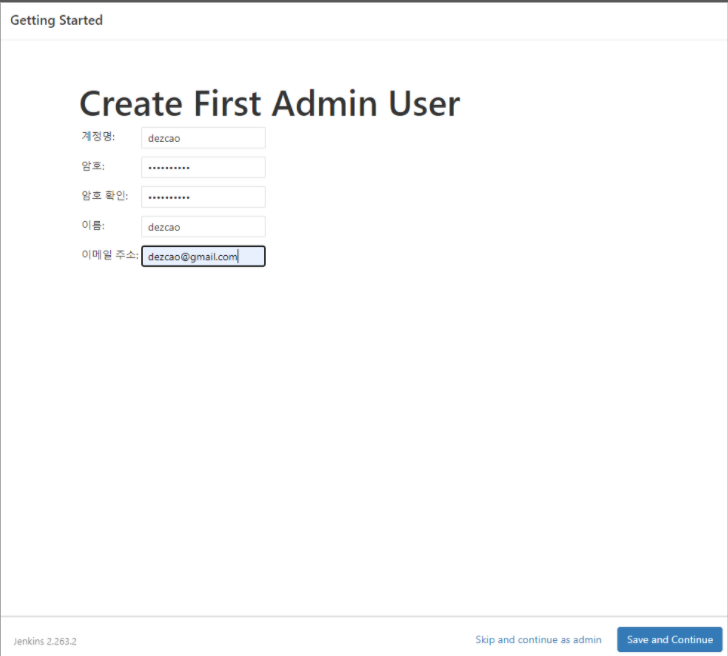 Getting Started
Create First Admin User
계정명: dezcao
암호: ••••••••••
암호 확인: ••••••••••
이름: dezcao
이메일 주소: dezcao@gmail.com
Jenkins 2.263.2 Skip and continue as admin Save and Continue